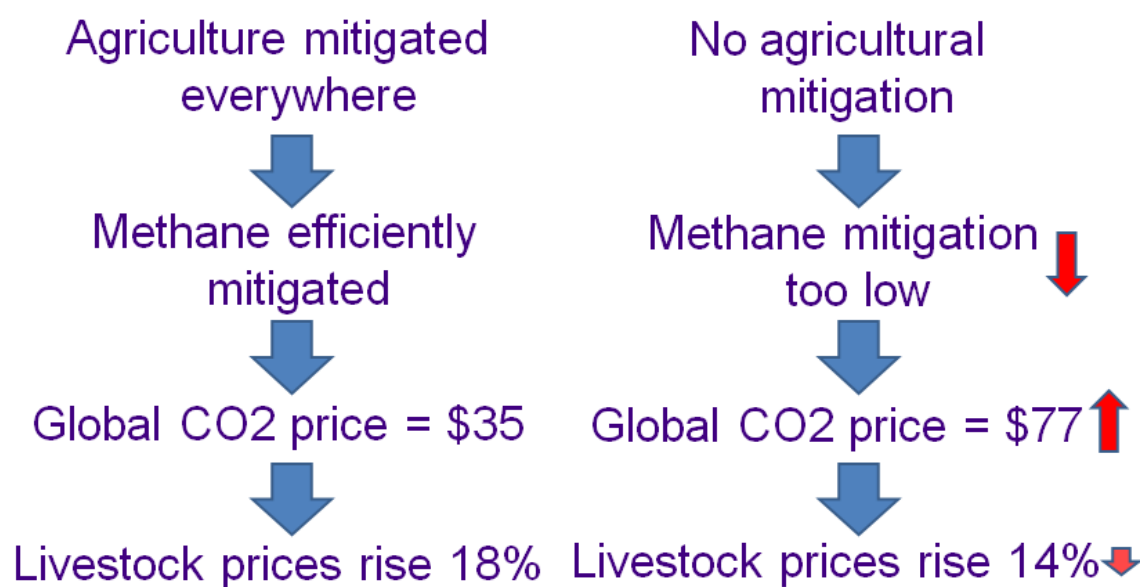 Agriculture mitigated
everywhere
Methane efficiently
mitigated
Global CO2 price = $35
Livestock prices rise 18%
No agricultural
mitigation
Methane mitigation
too low
Global CO2 price = $77
Livestock prices rise 14%